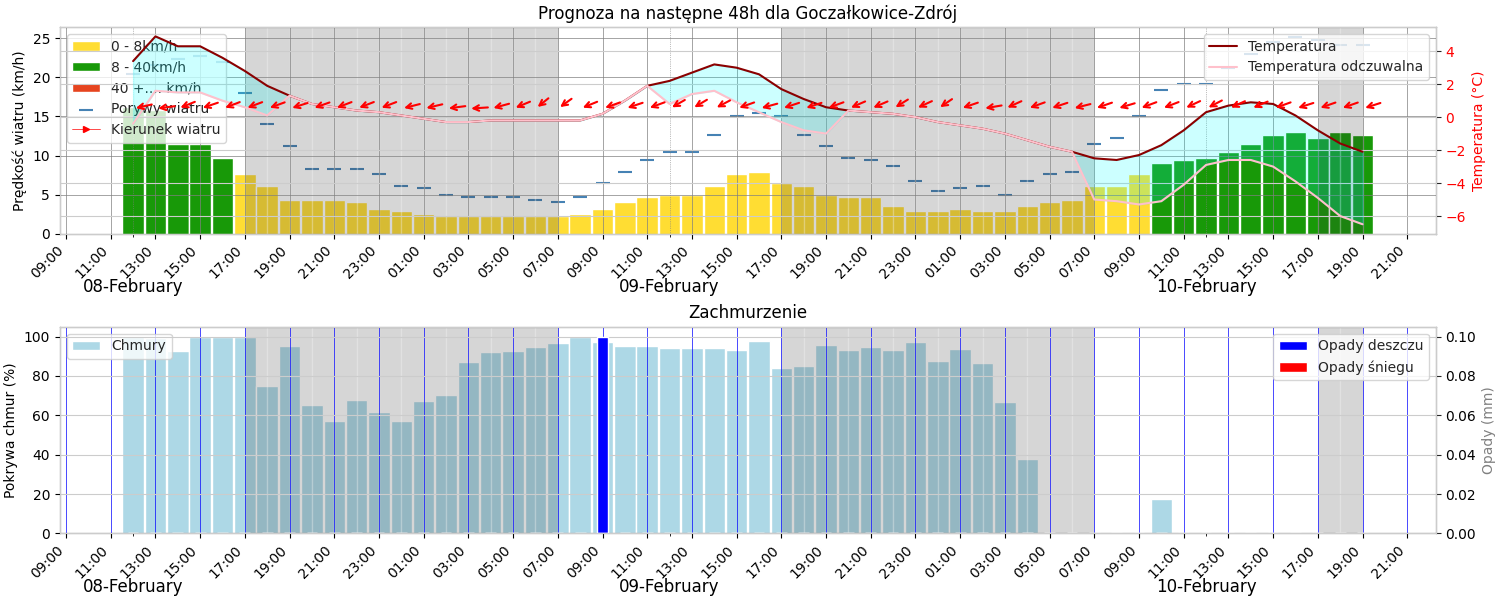 Prognoza na następne 48h dla Goczałkowice-Zdrój
Prędkość wiatru (km/h)
25
20
15
10
5
0
0 - 8km/h
8 - 40km/h
40 +.... km/h
Porywy wiatru
Kierunek wiatru
Temperatura
Temperatura odczuwalna
4
2
0
−2
−4
−6
Temperatura (°C)
09:00 11:00 13:00 15:00 17:00 19:00 21:00 23:00 01:00 03:00 05:00 07:00 09:00 11:00 13:00 15:00 17:00 19:00 21:00 23:00 01:00 03:00 05:00 07:00 09:00 11:00 13:00 15:00 17:00 19:00 21:00
08-February 09-February 10-February
Zachmurzenie
Pokrywa chmur (%)
100
80
60
40
20
0
Chmury
Opady deszczu
Opady śniegu
0.10
0.08
0.06
0.04
0.02
0.00
Opady (mm)
09:00 11:00 13:00 15:00 17:00 19:00 21:00 23:00 01:00 03:00 05:00 07:00 09:00 11:00 13:00 15:00 17:00 19:00 21:00 23:00 01:00 03:00 05:00 07:00 09:00 11:00 13:00 15:00 17:00 19:00 21:00
08-February 09-February 10-February